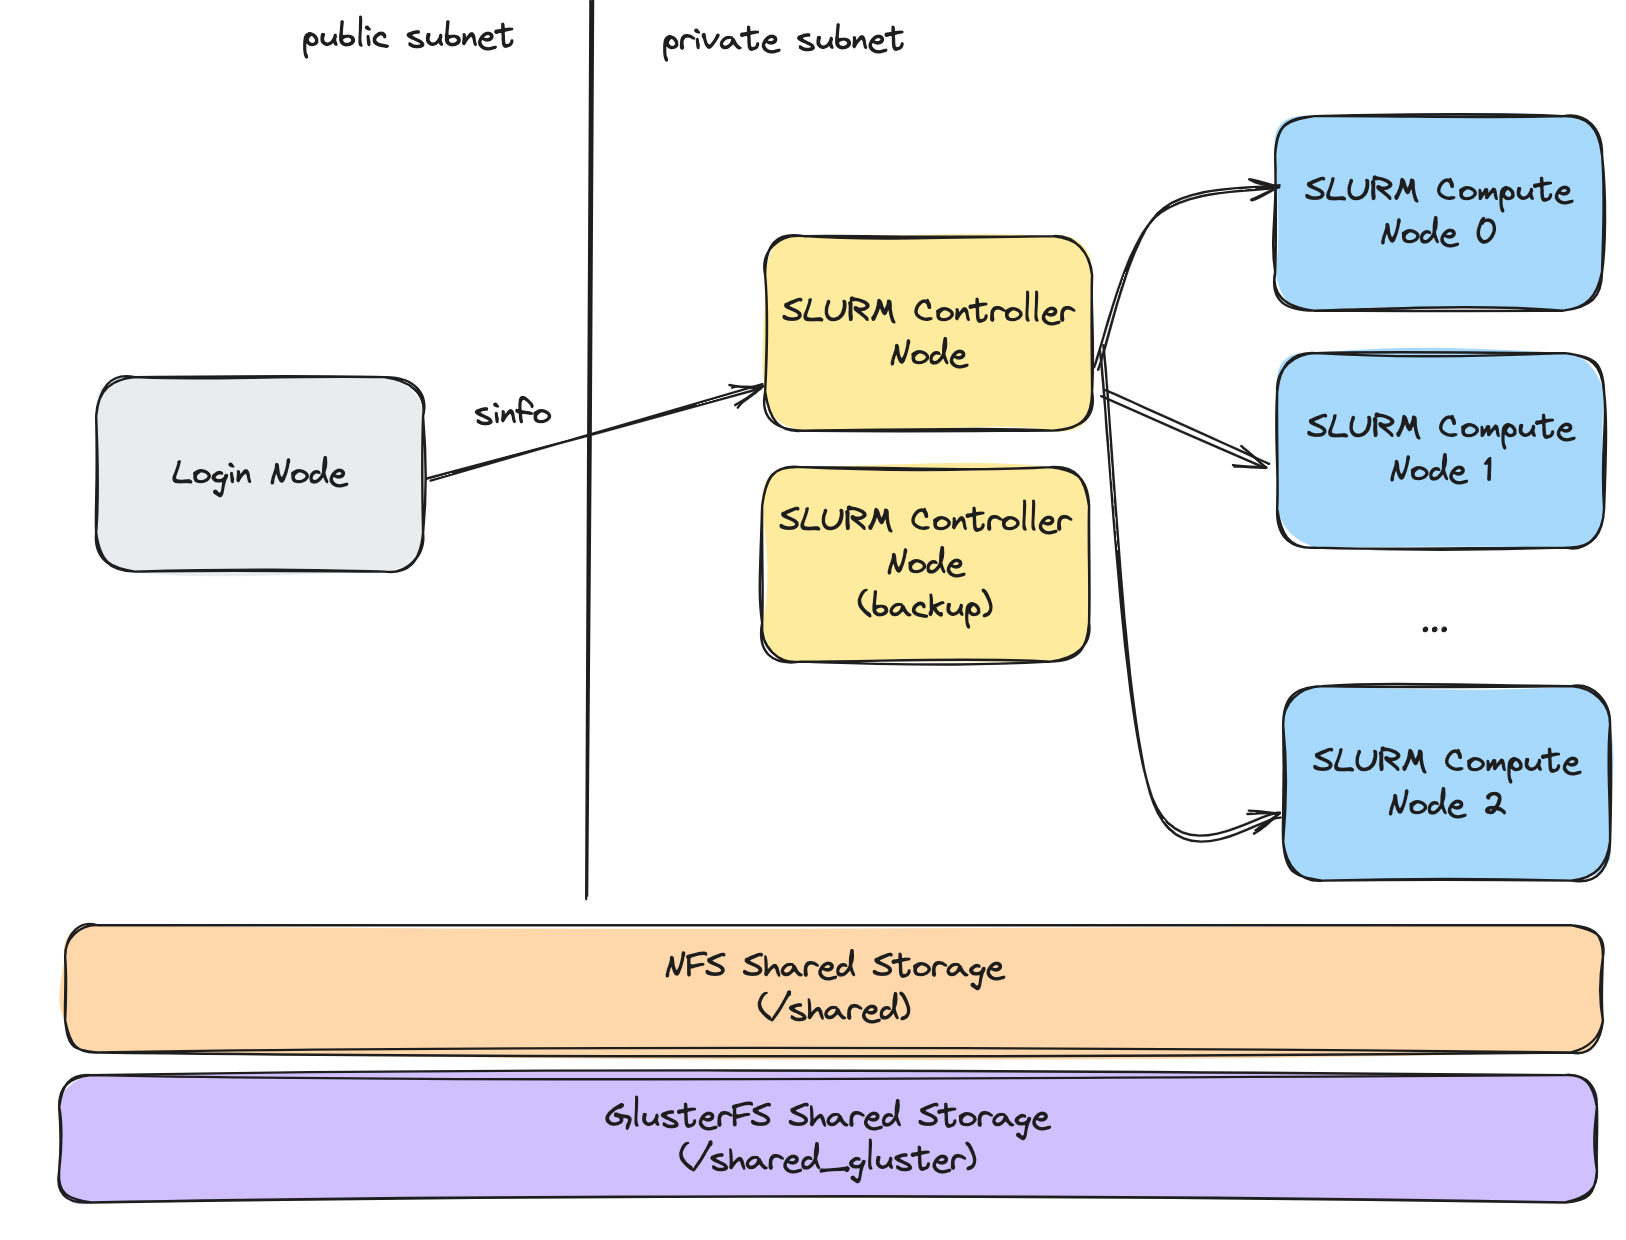 public subnet
private subnet
SLURM Compute
Node 0
SLURM Controller
Node
sinfo
Login Node
SLURM Compute
Node 1
SLURM Controller
Node
(backup)
...
SLURM Compute
Node 2
NFS Shared Storage
(/shared)
GlusterFS Shared Storage
(/shared_gluster)